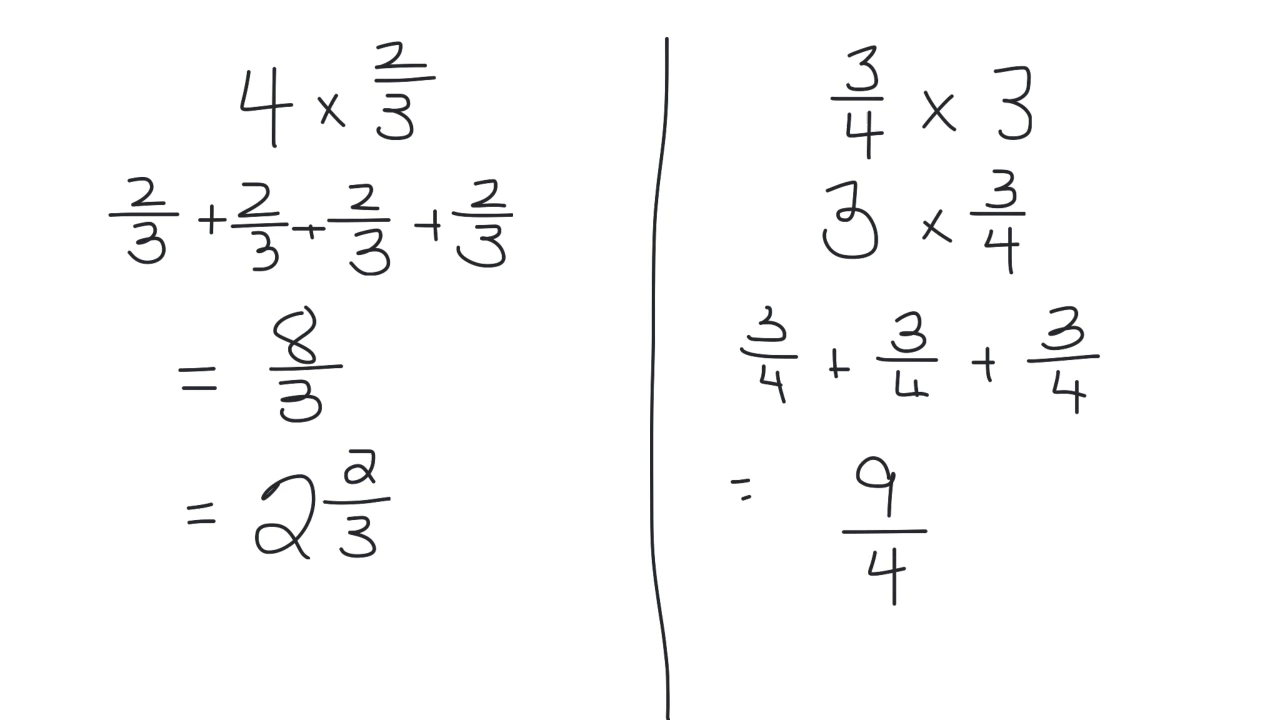 4 x 2/3
2/3 + 2/3 + 2/3 + 2/3
= 8/3
= 2 2/3
3/4 x 3
3 x 3/4
3/4 + 3/4 + 3/4
= 9/4